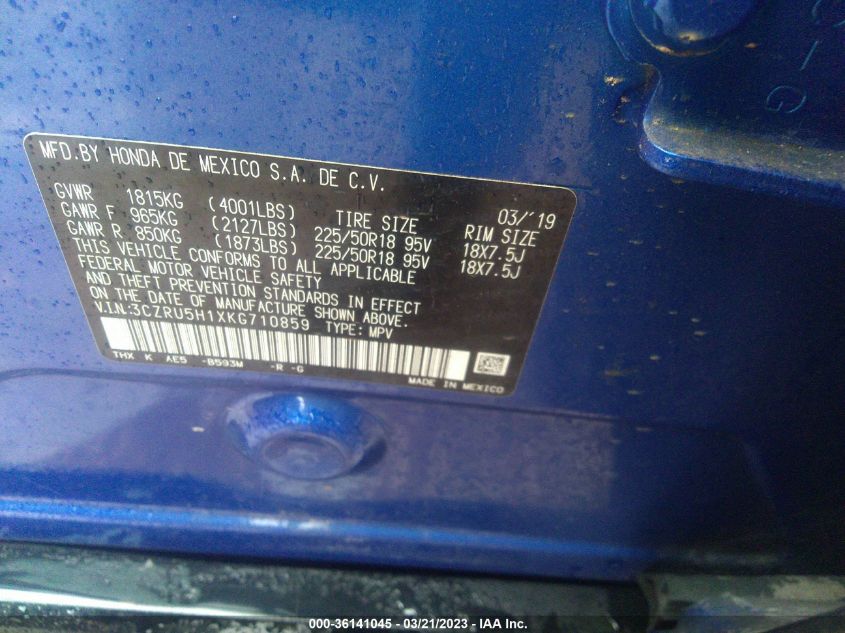 MFD.BY HONDA DE MEXICO S.A. DE C.V.
03/'19
GVWR 1815KG (4001LBS) TIRE SIZE RIM SIZE
GAWR F 965KG (2127LBS) 225/50R18 95V 18X7.5J
GAWR R 850KG (1873LBS) 225/50R18 95V 18X7.5J
THIS VEHICLE CONFORMS TO ALL APPLICABLE
FEDERAL MOTOR VEHICLE SAFETY
AND THEFT PREVENTION STANDARDS IN EFFECT
ON THE DATE OF MANUFACTURE SHOWN ABOVE.
VIN:3CZRU5H1XKG710859 TYPE: MPV
THX K AE5 -B593M -R -G
MADE IN MEXICO
000-36141045 / 03/21/2023 — IAA Inc.